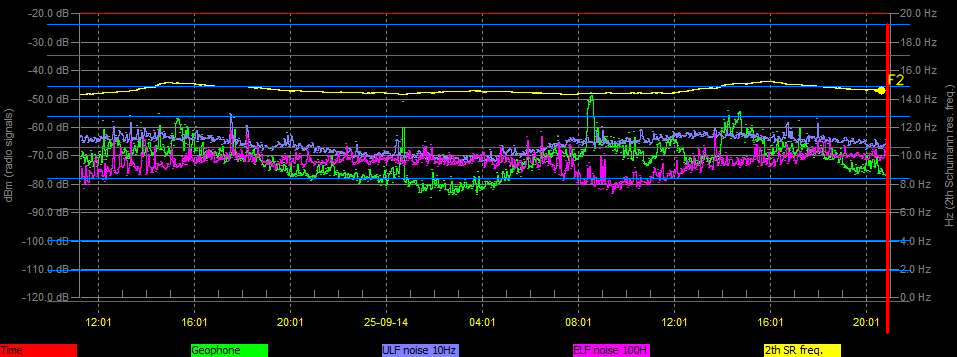 -20.0 dB 20.0 Hz
-30.0 dB 18.0 Hz
-40.0 dB 16.0 Hz
F2
-50.0 dB 14.0 Hz
-60.0 dB 12.0 Hz
-70.0 dB 10.0 Hz
-80.0 dB 8.0 Hz
-90.0 dB 6.0 Hz
-100.0 dB 4.0 Hz
-110.0 dB 2.0 Hz
-120.0 dB 0.0 Hz
dBm (radio signals)
Hz (2th Schumann res. freq.)
12:01 16:01 20:01 25-09-14 04:01 08:01 12:01 16:01 20:01
Time Geophone ULF noise 10Hz ELF noise 100H 2th SR freq.